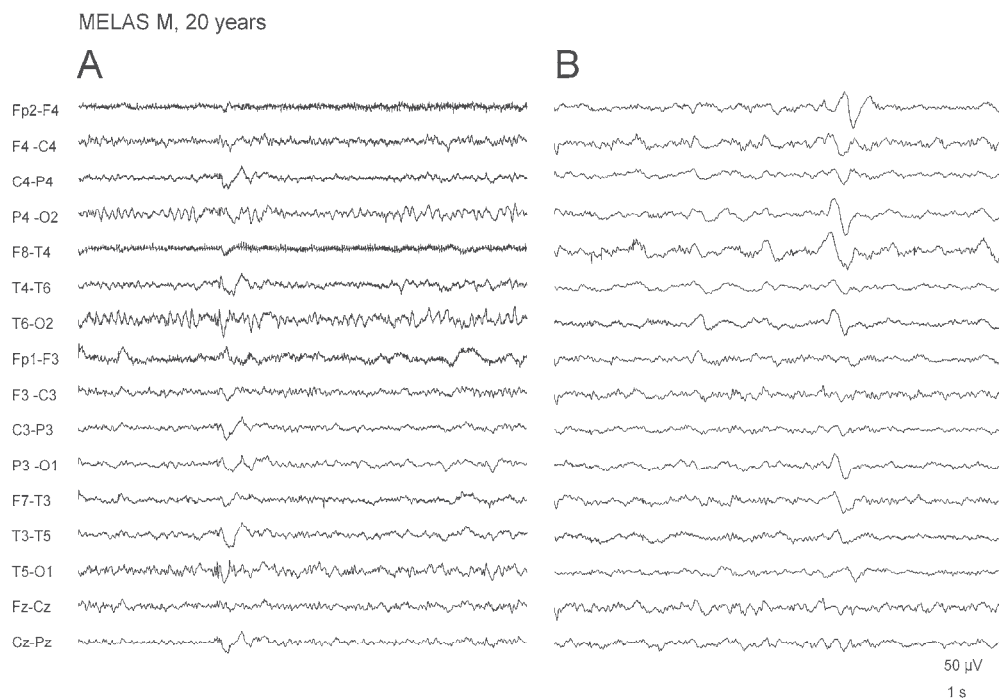 MELAS M, 20 years
A
B
Fp2-F4
F4 -C4
C4-P4
P4 -O2
F8-T4
T4-T6
T6-O2
Fp1-F3
F3 -C3
C3-P3
P3 -O1
F7-T3
T3-T5
T5-O1
Fz-Cz
Cz-Pz
50 µV
1 s